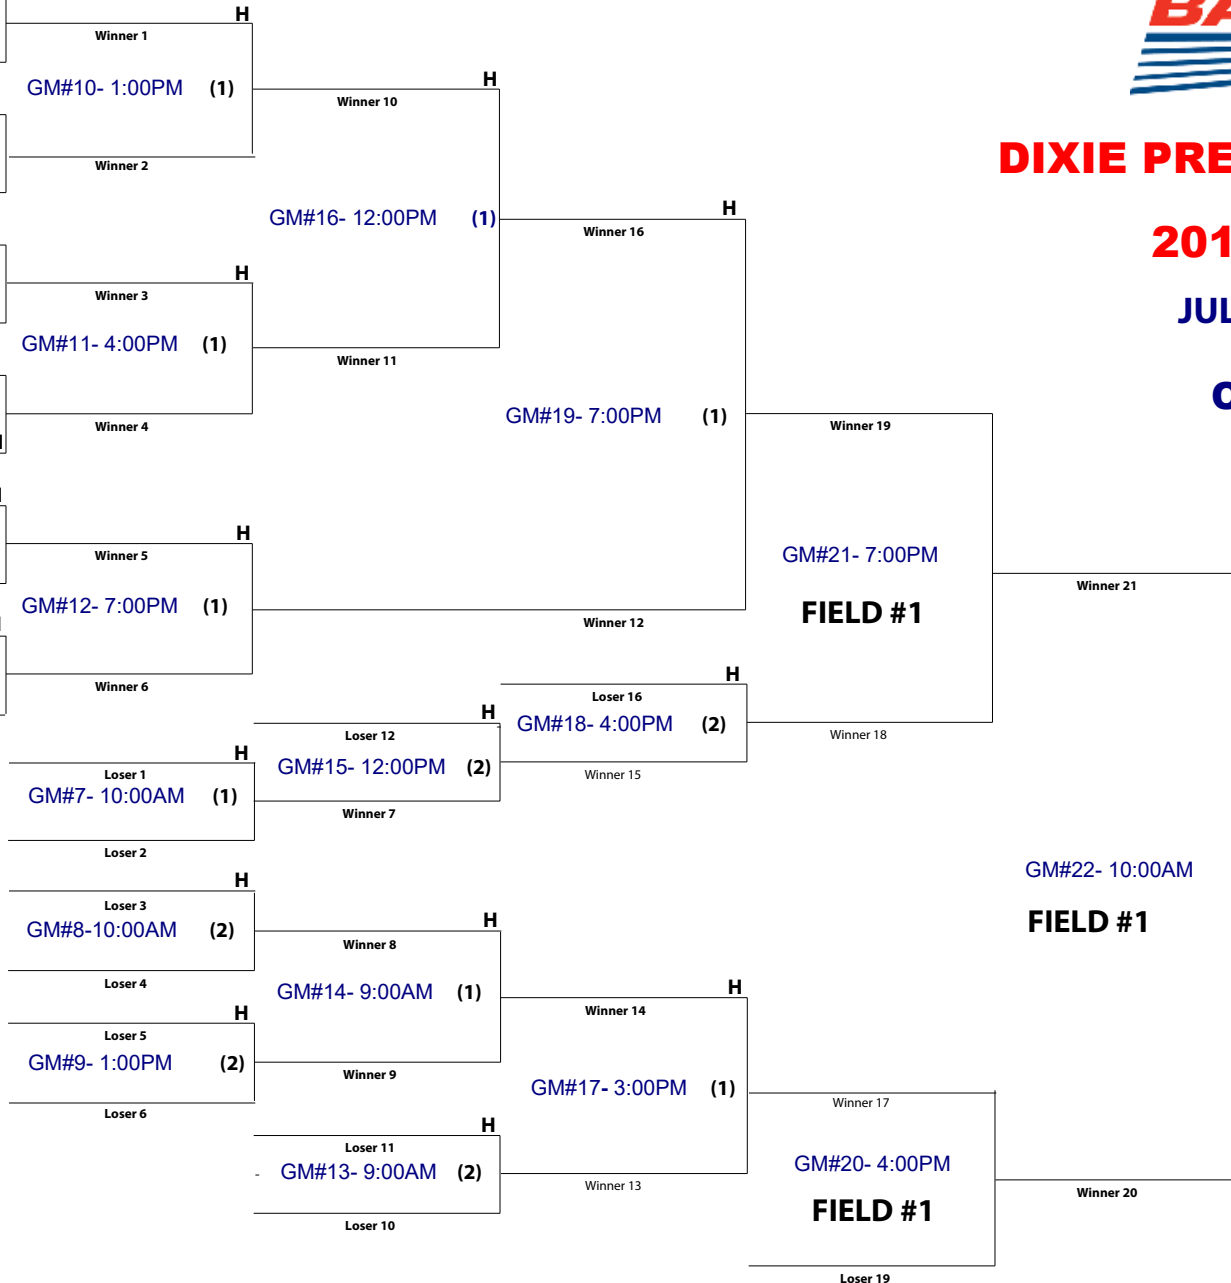 H
Winner 1
GM#10- 1:00PM (1)
Winner 2
H
Winner 10
GM#16- 12:00PM (1)
H
Winner 3
GM#11- 4:00PM (1)
Winner 4
Winner 11
H
Winner 16
GM#19- 7:00PM (1)
H
Winner 5
GM#12- 7:00PM (1)
Winner 6
Winner 12
Winner 19
GM#21- 7:00PM
FIELD #1
Winner 21
H
Loser 16
GM#18- 4:00PM (2)
Winner 15
Winner 18
H
Loser 12
GM#15- 12:00PM (2)
Winner 7
H
Loser 1
GM#7- 10:00AM (1)
Loser 2
H
Loser 3
GM#8-10:00AM (2)
Loser 4
H
Winner 8
GM#14- 9:00AM (1)
Winner 9
H
Loser 5
GM#9- 1:00PM (2)
Loser 6
H
Winner 14
GM#17- 3:00PM (1)
Winner 13
H
Loser 11
- GM#13- 9:00AM (2)
Loser 10
Winner 17
GM#20- 4:00PM
FIELD #1
Loser 19
Winner 20
GM#22- 10:00AM
FIELD #1
BA
DIXIE PRE
201
JUL